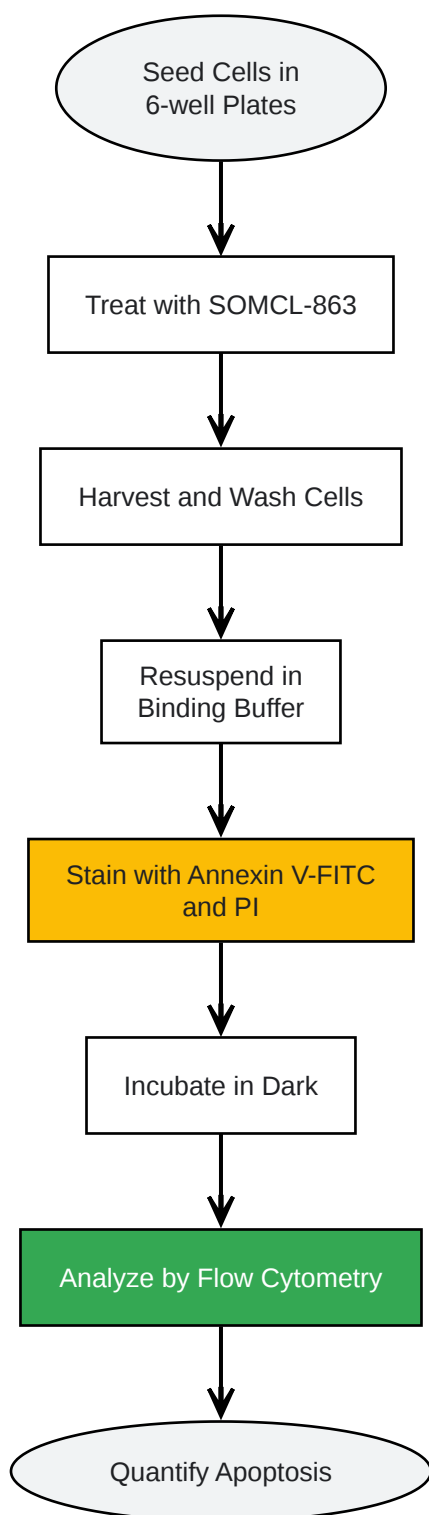 Seed Cells in
6-well Plates
Treat with SOMCL-863
Harvest and Wash Cells
Resuspend in
Binding Buffer
Stain with Annexin V-FITC
and PI
Incubate in Dark
Analyze by Flow Cytometry
Quantify Apoptosis